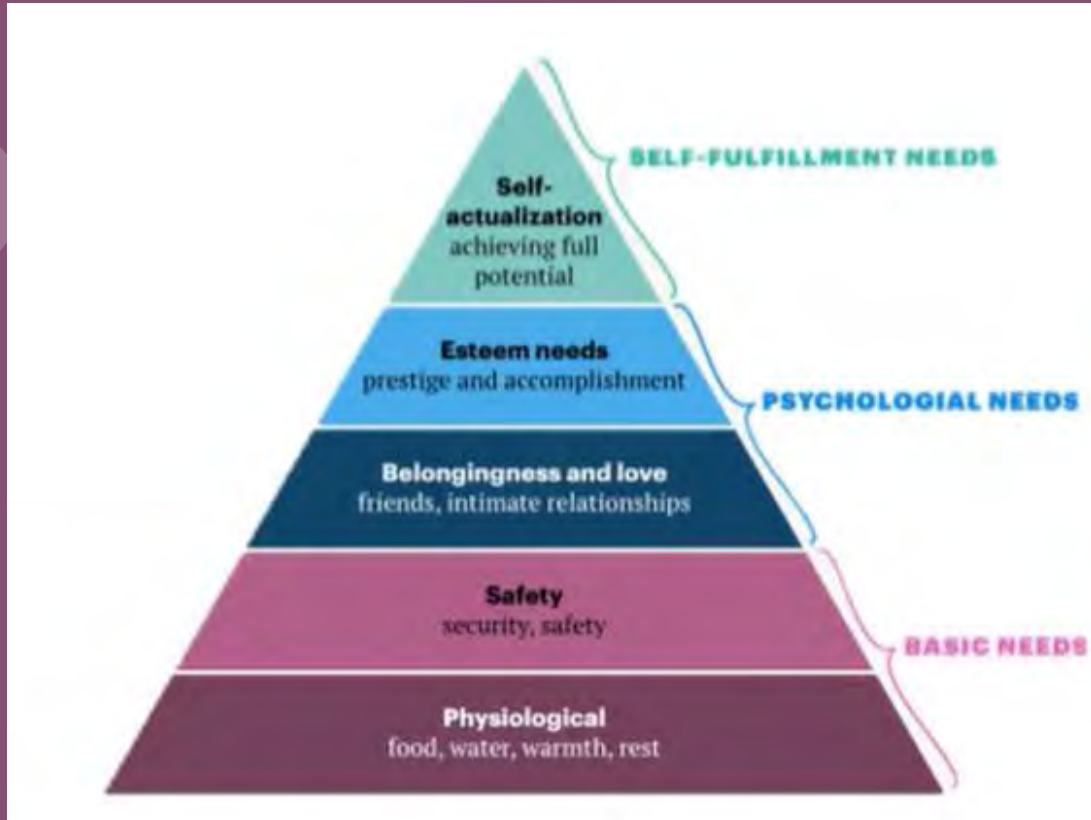 SELF-FULFILLMENT NEEDS
Self-
actualization
achieving full
potential
Esteem needs
prestige and accomplishment
PSYCHOLOGIAL NEEDS
Belongingness and love
friends, intimate relationships
Safety
security, safety
BASIC NEEDS
Physiological
food, water, warmth, rest